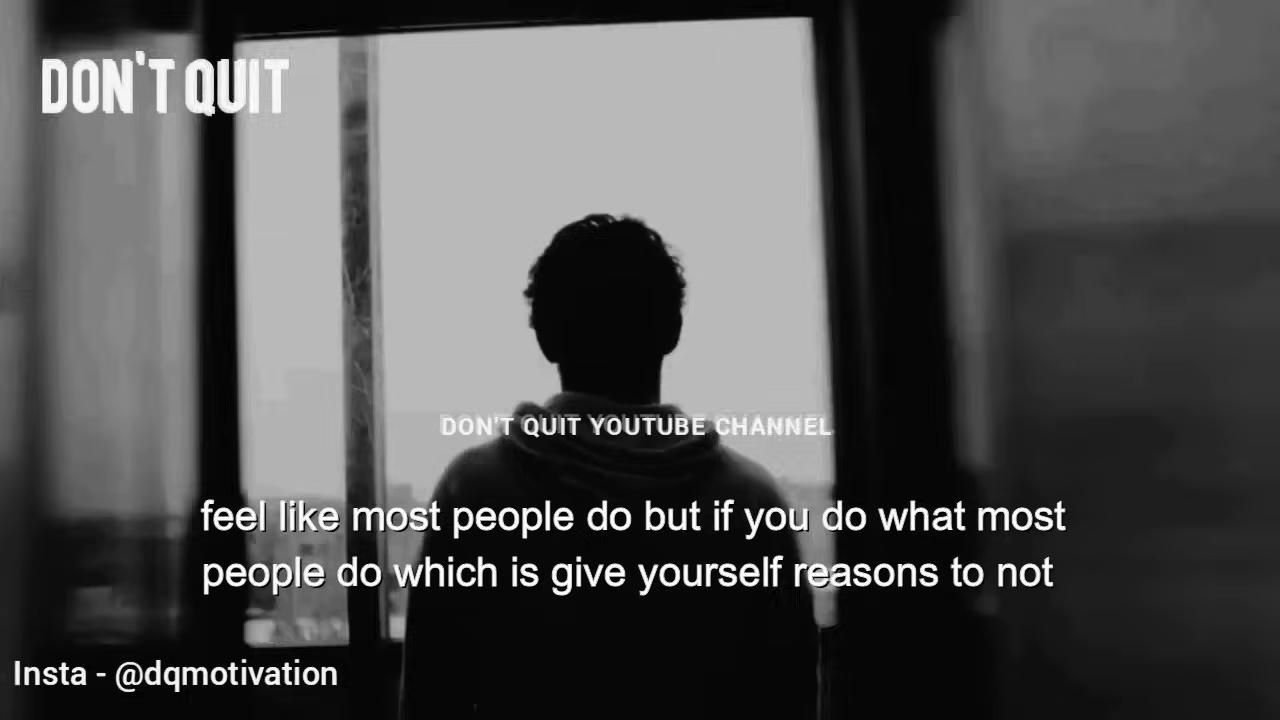 DON'T QUIT
DON'T QUIT YOUTUBE CHANNEL
feel like most people do but if you do what most
people do which is give yourself reasons to not
Insta - @dqmotivation